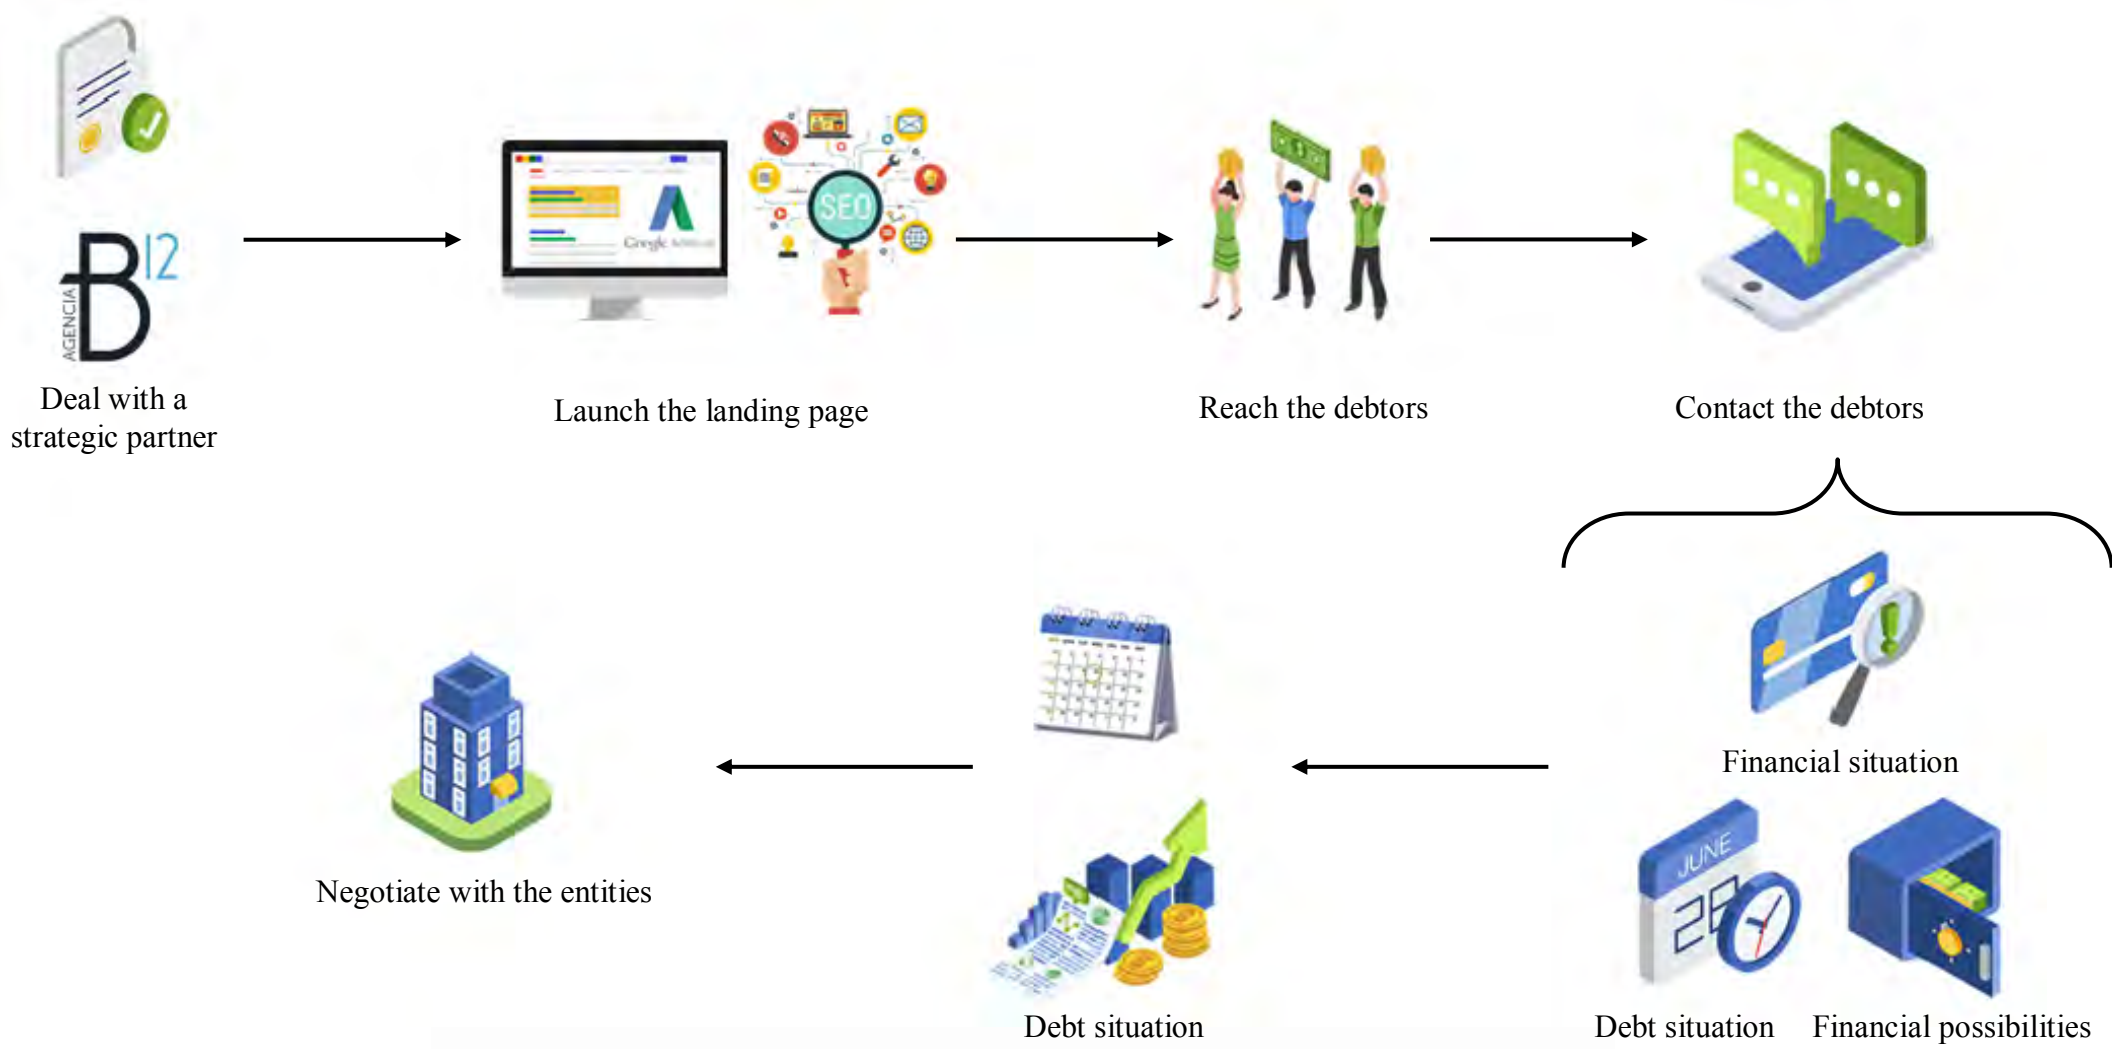 AGENCIA
B12
Deal with a
strategic partner
Google
SEO
Launch the landing page
Reach the debtors
Contact the debtors
Financial situation
JUNE
Debt situation
Financial possibilities
Debt situation
Negotiate with the entities